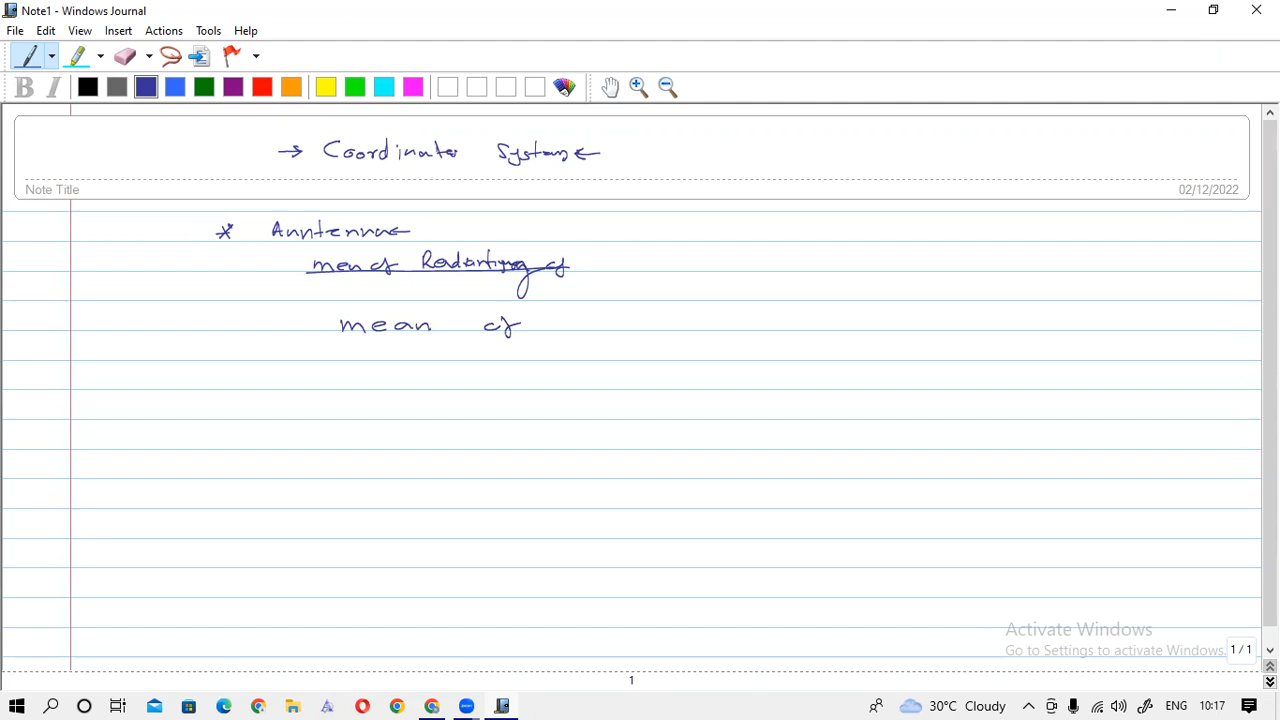 Note1 - Windows Journal
File Edit View Insert Actions Tools Help
B I
→ Coordinate System ←
Note Title 02/12/2022
* Anntenna ←
men of Radiating of
mean of
Activate Windows
Go to Settings to activate Windows.
1 / 1
1
30°C Cloudy ENG 10:17